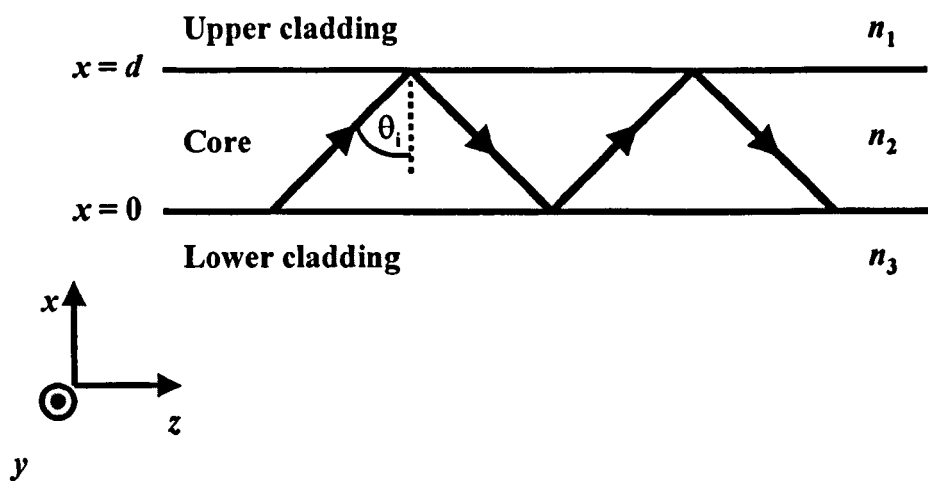 Upper cladding n₁
x = d
θᵢ
Core n₂
x = 0
Lower cladding n₃
x
z
y